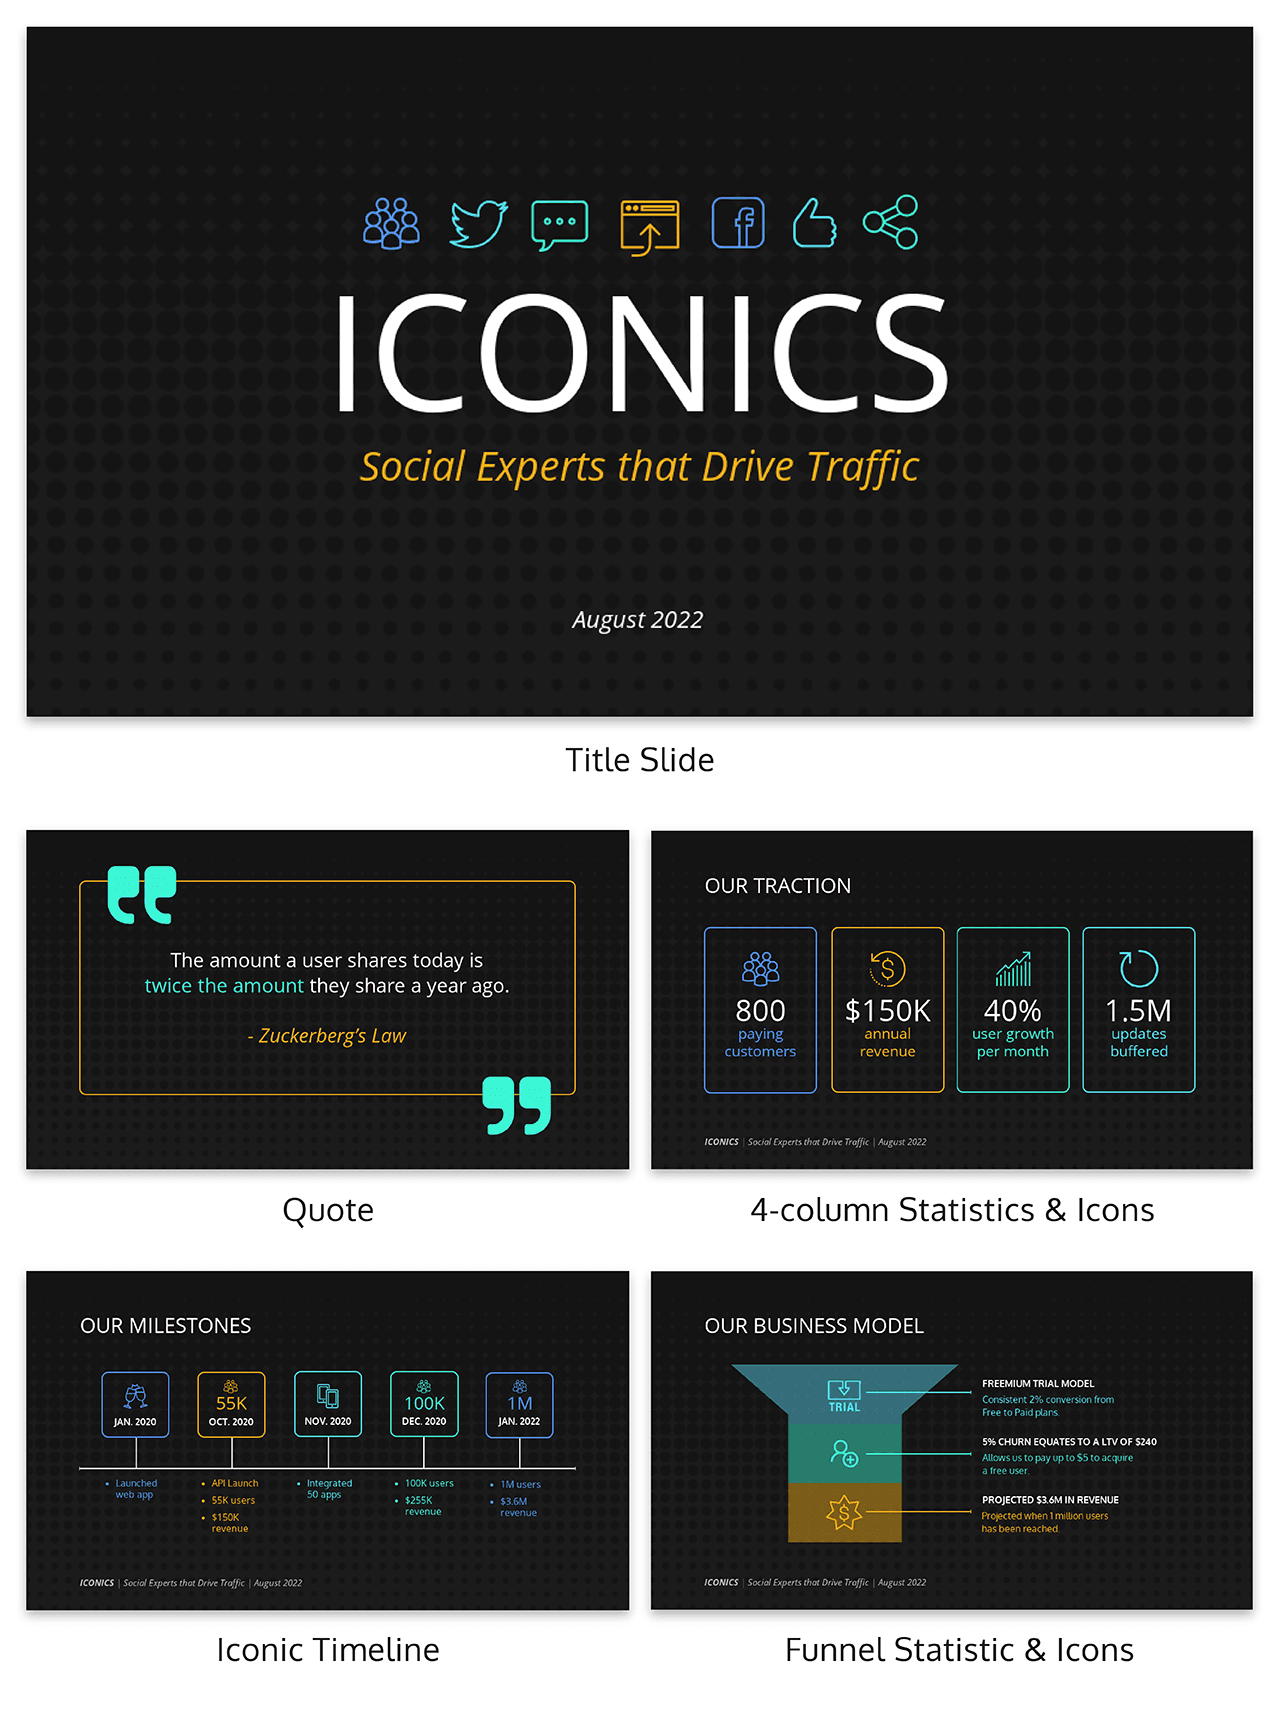 ICONICS
Social Experts that Drive Traffic
August 2022
Title Slide
The amount a user shares today is
twice the amount they share a year ago.
- Zuckerberg's Law
Quote
OUR TRACTION
800
paying
customers
$150K
annual
revenue
40%
user growth
per month
1.5M
updates
buffered
ICONICS | Social Experts that Drive Traffic | August 2022
4-column Statistics & Icons
OUR MILESTONES
JAN. 2020
55K
OCT. 2020
NOV. 2020
100K
DEC. 2020
1M
JAN. 2022
• Launched
web app
• API Launch
• 55K users
• $150K
revenue
• Integrated
50 apps
• 100K users
• $255K
revenue
• 1M users
• $3.6M
revenue
ICONICS | Social Experts that Drive Traffic | August 2022
Iconic Timeline
OUR BUSINESS MODEL
TRIAL
FREEMIUM TRIAL MODEL
Consistent 2% conversion from
Free to Paid plans.
5% CHURN EQUATES TO A LTV OF $240
Allows us to pay up to $5 to acquire
a free user.
PROJECTED $3.6M IN REVENUE
Projected when 1 million users
has been reached.
ICONICS | Social Experts that Drive Traffic | August 2022
Funnel Statistic & Icons